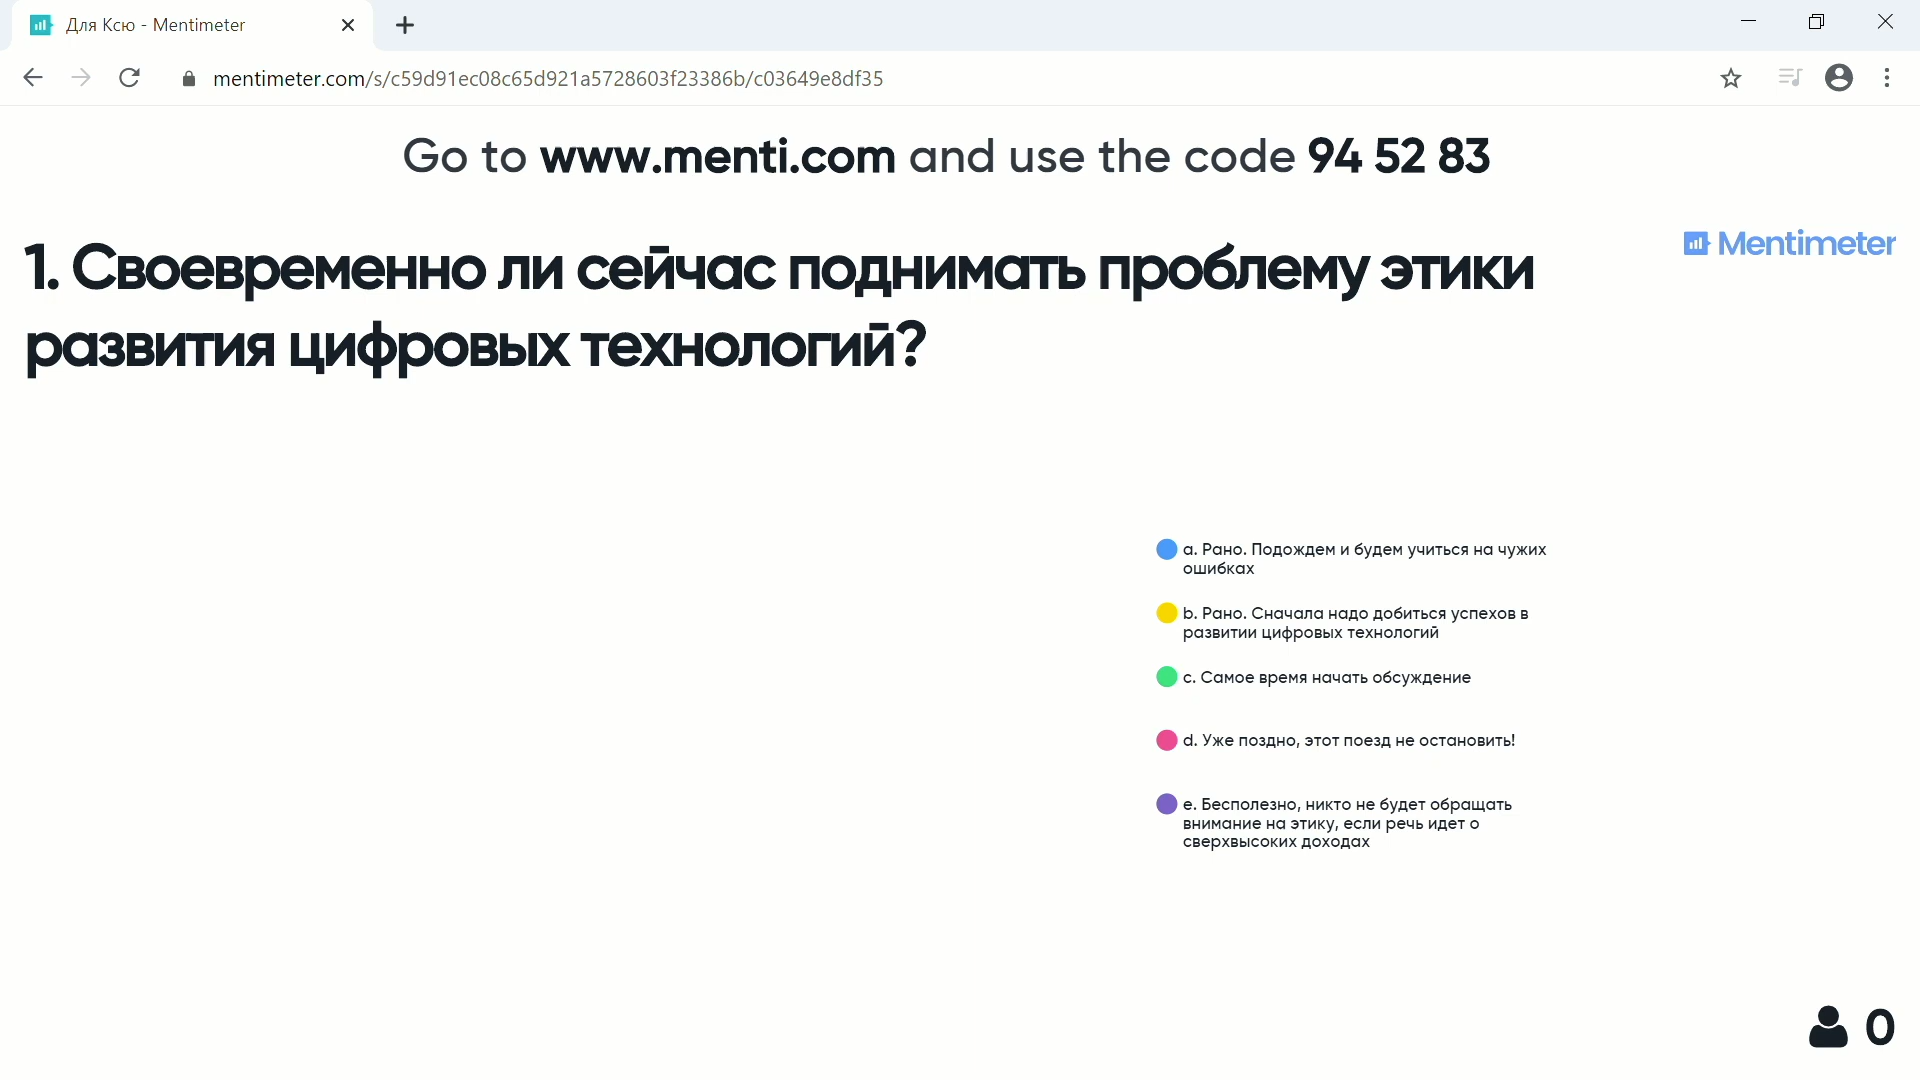 Для Ксю - Mentimeter
mentimeter.com/s/c59d91ec08c65d921a5728603f23386b/c03649e8df35
Go to www.menti.com and use the code 94 52 83
Mentimeter
1. Своевременно ли сейчас поднимать проблему этики
развития цифровых технологий?
a. Рано. Подождем и будем учиться на чужих
ошибках
b. Рано. Сначала надо добиться успехов в
развитии цифровых технологий
c. Самое время начать обсуждение
d. Уже поздно, этот поезд не остановить!
e. Бесполезно, никто не будет обращать
внимание на этику, если речь идет о
сверхвысоких доходах
0